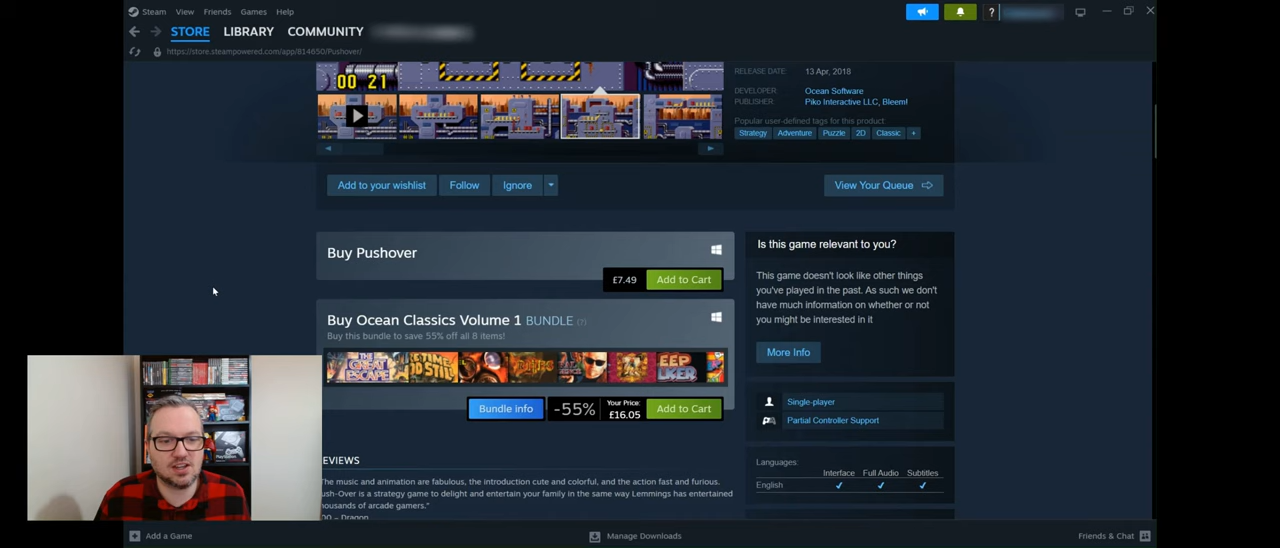 Steam View Friends Games Help
?
STORE LIBRARY COMMUNITY
https://store.steampowered.com/app/814650/Pushover/
00 21
RELEASE DATE: 13 Apr, 2018
DEVELOPER: Ocean Software
PUBLISHER: Piko Interactive LLC, Bleem!
Popular user-defined tags for this product:
Strategy Adventure Puzzle 2D Classic +
Add to your wishlist Follow Ignore View Your Queue
Buy Pushover
£7.49 Add to Cart
Buy Ocean Classics Volume 1 BUNDLE (?)
Buy this bundle to save 55% off all 8 items!
THE GREAT ESCAPE
Bundle info -55% Your Price: £16.05 Add to Cart
Is this game relevant to you?
This game doesn't look like other things
you've played in the past. As such we don't
have much information on whether or not
you might be interested in it
More Info
Single-player
Partial Controller Support
Languages:
Interface Full Audio Subtitles
English ✔ ✔ ✔
EVIEWS
The music and animation are fabulous, the introduction cute and colorful, and the action fast and furious.
ush-Over is a strategy game to delight and entertain your family in the same way Lemmings has entertained
housands of arcade gamers."
00 – Dragon
Add a Game Manage Downloads Friends & Chat